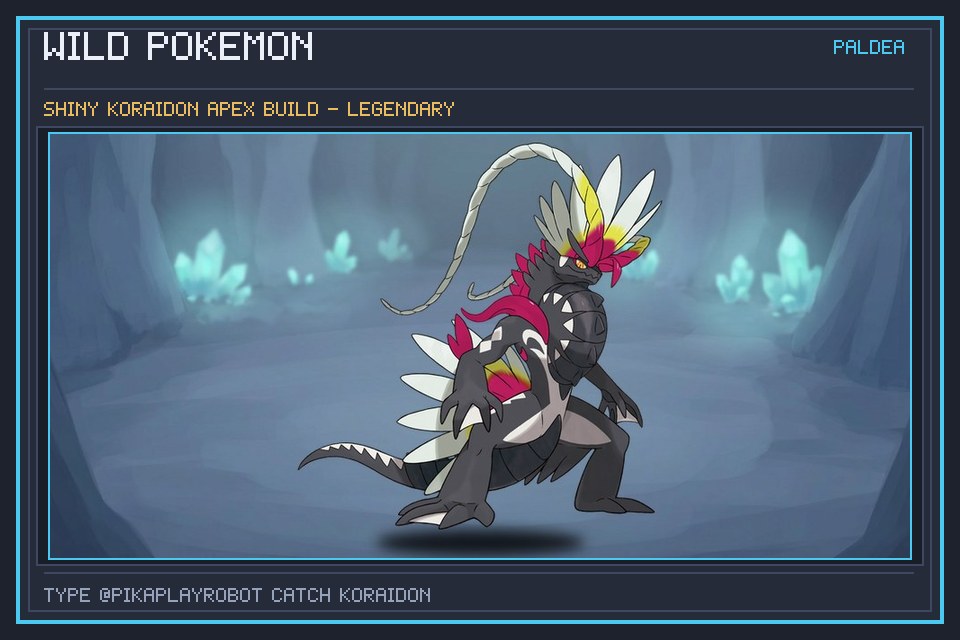 WILD POKEMON
PALDEA
SHINY KORAIDON APEX BUILD - LEGENDARY
TYPE @PIKAPLAYROBOT CATCH KORAIDON